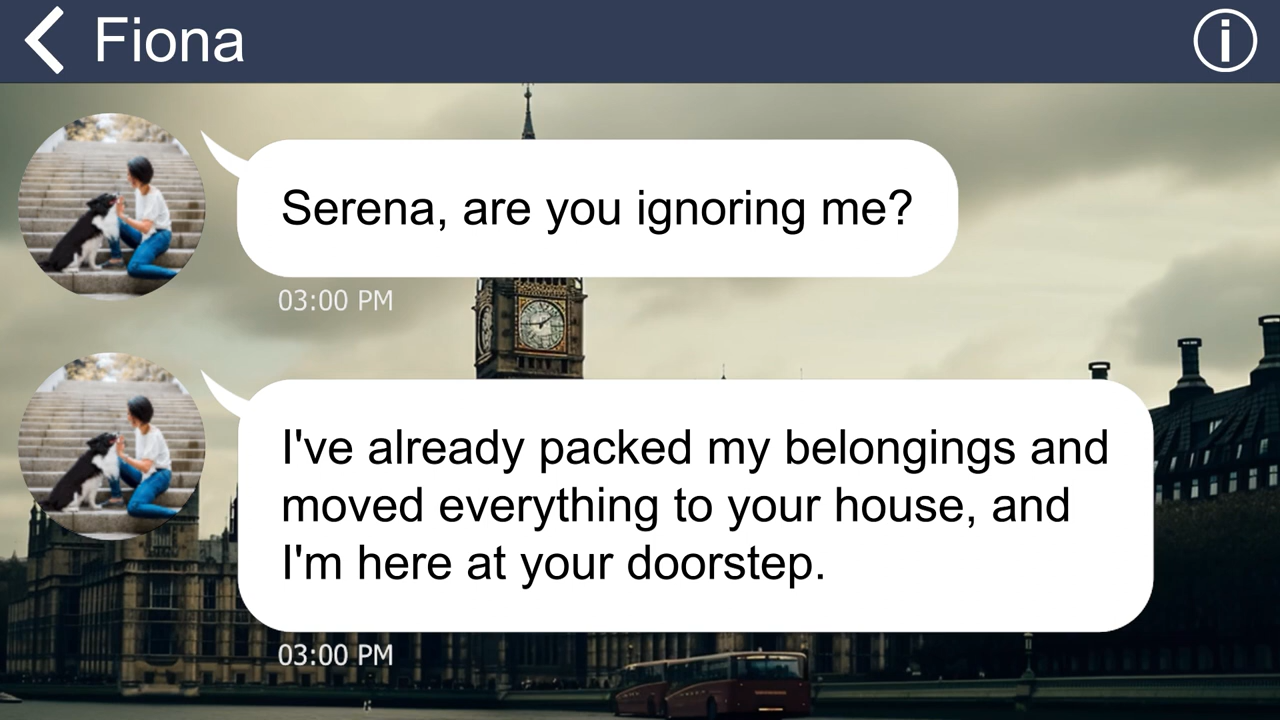 Fiona
Serena, are you ignoring me?
03:00 PM
I've already packed my belongings and
moved everything to your house, and
I'm here at your doorstep.
03:00 PM